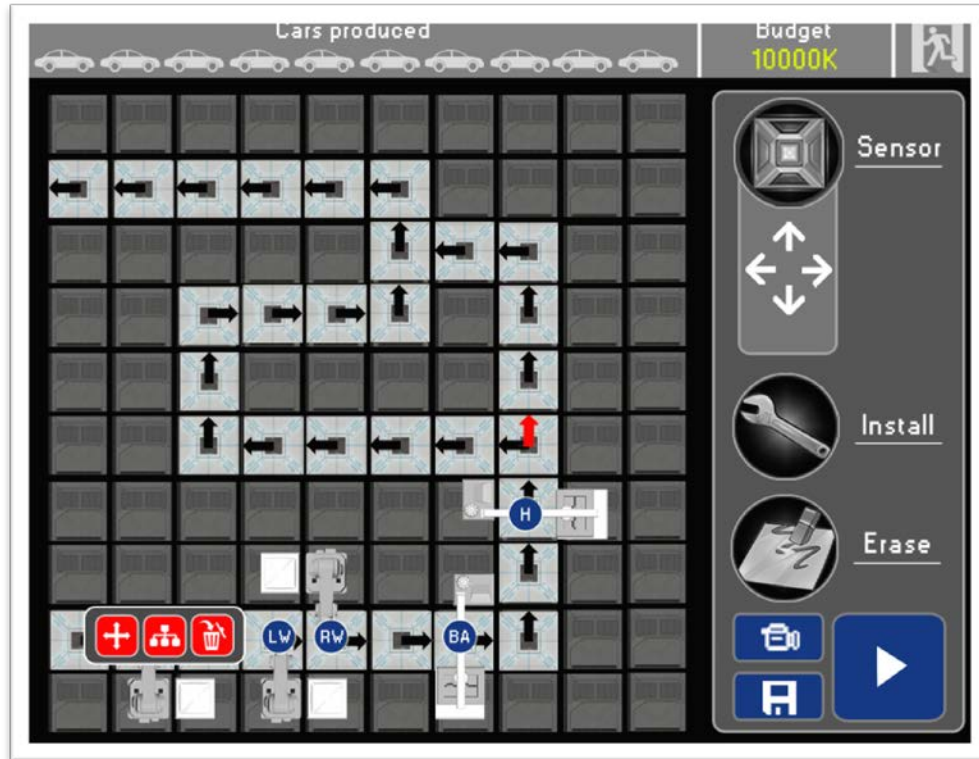 Cars produced
Budget
10000K
Sensor
Install
H
Erase
LW
RW
BA